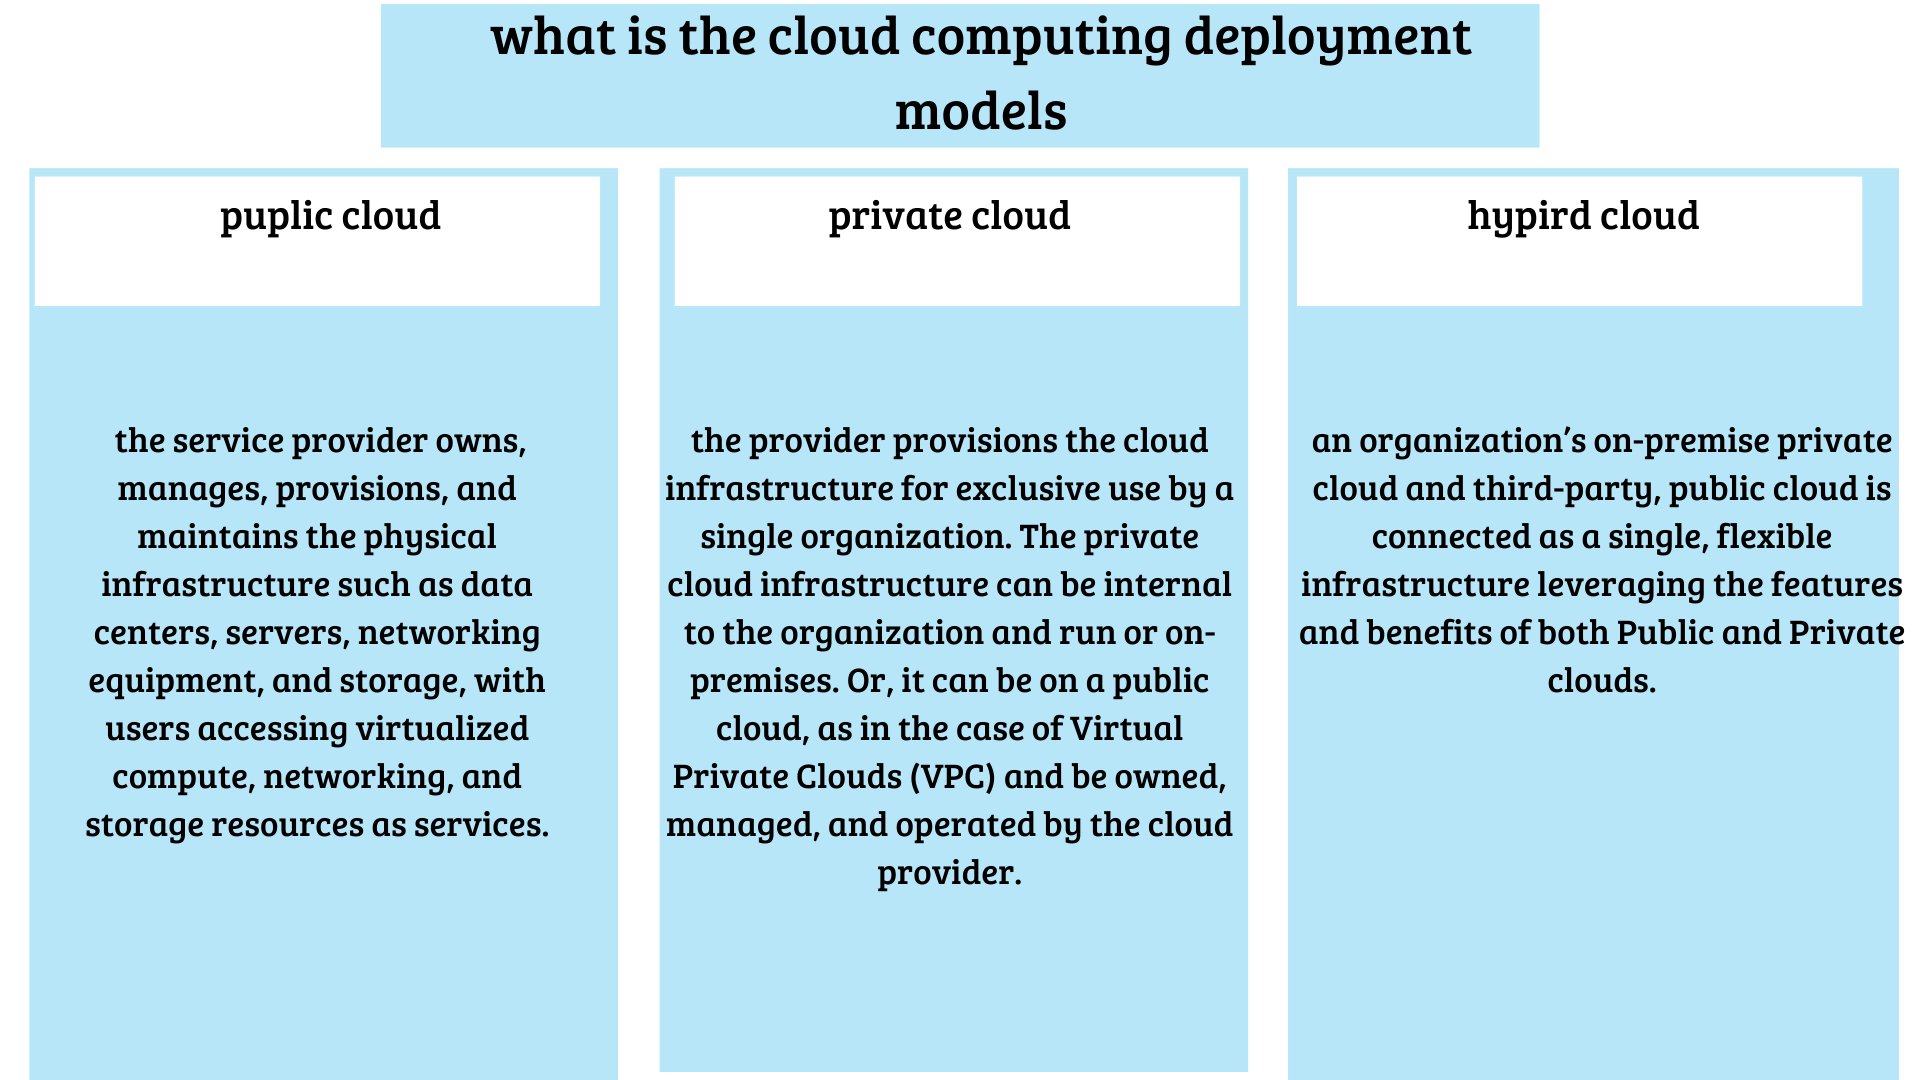 what is the cloud computing deployment
models
puplic cloud
the service provider owns,
manages, provisions, and
maintains the physical
infrastructure such as data
centers, servers, networking
equipment, and storage, with
users accessing virtualized
compute, networking, and
storage resources as services.
private cloud
the provider provisions the cloud
infrastructure for exclusive use by a
single organization. The private
cloud infrastructure can be internal
to the organization and run or on-
premises. Or, it can be on a public
cloud, as in the case of Virtual
Private Clouds (VPC) and be owned,
managed, and operated by the cloud
provider.
hypird cloud
an organization’s on-premise private
cloud and third-party, public cloud is
connected as a single, flexible
infrastructure leveraging the features
and benefits of both Public and Private
clouds.